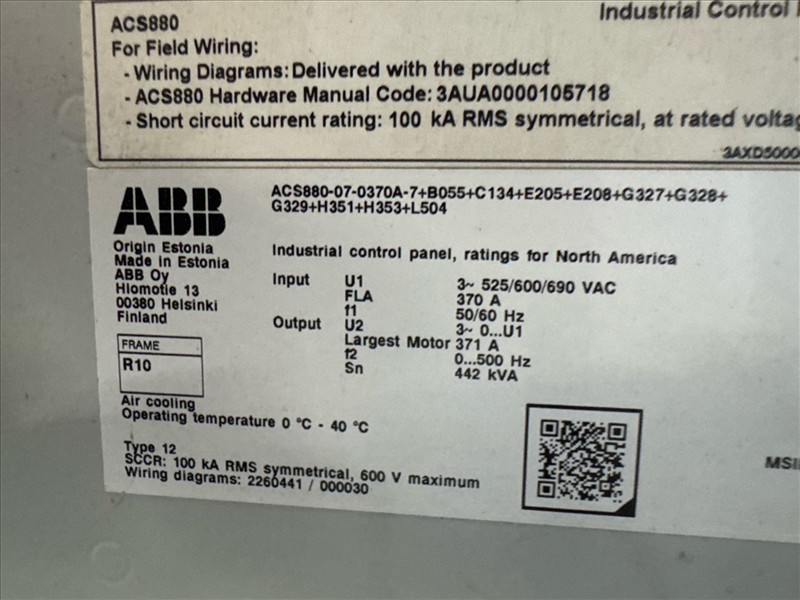 ACS880
Industrial Control
For Field Wiring:
- Wiring Diagrams: Delivered with the product
- ACS880 Hardware Manual Code: 3AUA0000105718
- Short circuit current rating: 100 kA RMS symmetrical, at rated
3AXD5000
ABB
ACS880-07-0370A-7+B055+C134+E205+E208+G327+G328+
G329+H351+H353+L504
Origin Estonia
Made in Estonia
ABB Oy
Hiomotie 13
00380 Helsinki
Finland
Industrial control panel, ratings for North America
Input U1 3~ 525/600/690 VAC
FLA 370 A
f1 50/60 Hz
Output U2 3~ 0...U1
Largest Motor 371 A
f2 0...500 Hz
Sn 442 kVA
FRAME
R10
Air cooling
Operating temperature 0 °C - 40 °C
Type 12
SCCR: 100 kA RMS symmetrical, 600 V maximum
Wiring diagrams: 2260441 / 000030